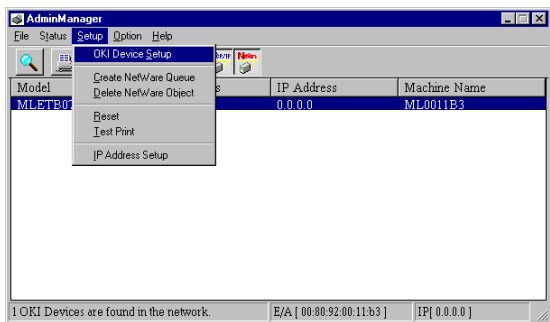 AdminManager
File Status Setup Option Help
OKI Device Setup
Create NetWare Queue
Delete NetWare Object
Reset
Test Print
IP Address Setup
Model IP Address Machine Name
MLETB07 0.0.0.0 ML0011B3
1 OKI Devices are found in the network. E/A [ 00:80:92:00:11:b3 ] IP[ 0.0.0.0 ]